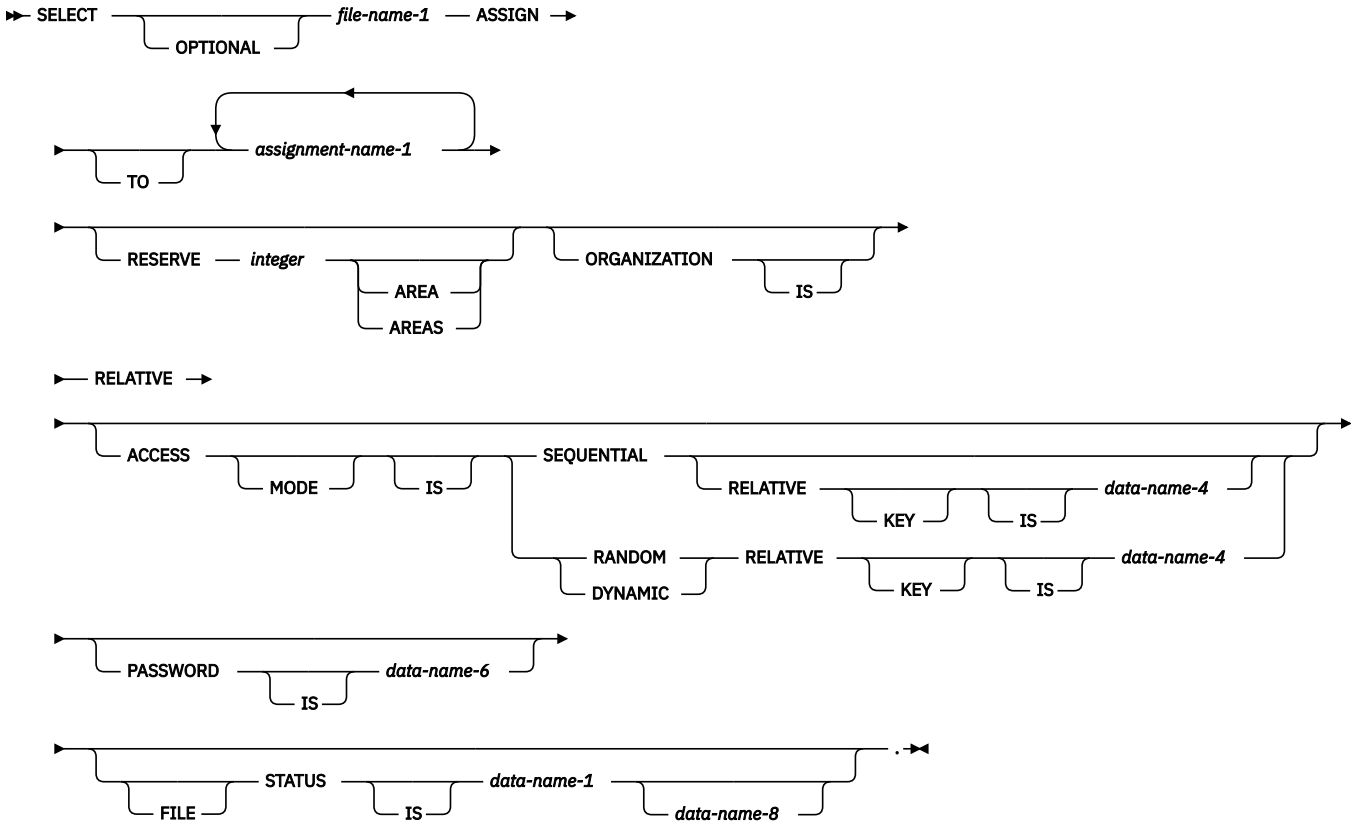 SELECT file-name-1 ASSIGN
OPTIONAL
assignment-name-1
TO
RESERVE integer ORGANIZATION
AREA IS
AREAS
RELATIVE
ACCESS SEQUENTIAL
MODE IS RELATIVE data-name-4
KEY IS
RANDOM RELATIVE data-name-4
DYNAMIC KEY IS
PASSWORD data-name-6
IS
.
STATUS data-name-1
FILE IS data-name-8